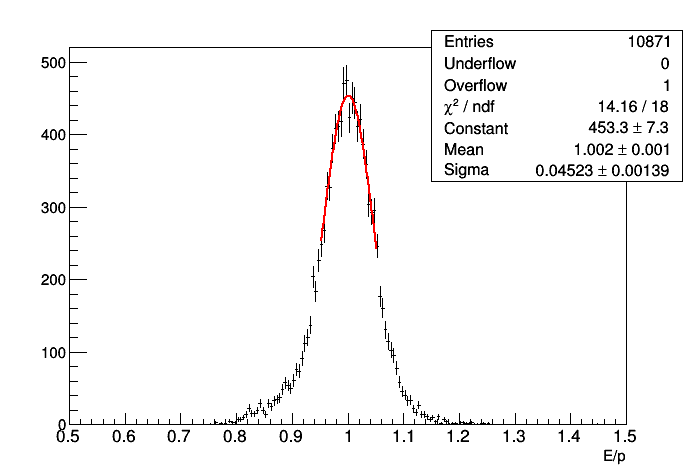 Entries 10871
Underflow 0
Overflow 1
χ² / ndf 14.16 / 18
Constant 453.3 ± 7.3
Mean 1.002 ± 0.001
Sigma 0.04523 ± 0.00139
500
400
300
200
100
0
0.5 0.6 0.7 0.8 0.9 1 1.1 1.2 1.3 1.4 1.5
E/p